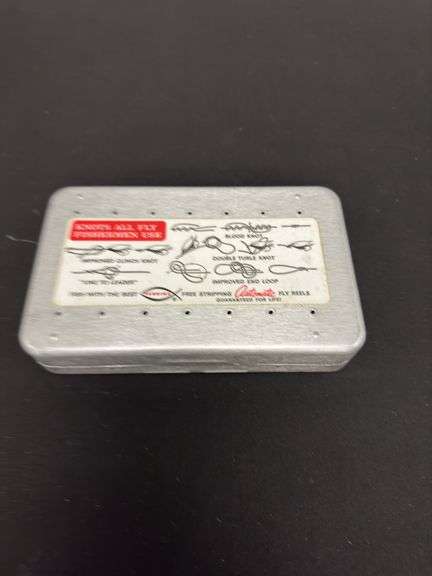 KNOTS ALL FLY
FISHERMEN USE
BLOOD KNOT
IMPROVED CLINCH KNOT
DOUBLE TURLE KNOT
"LINE TO LEADER"
IMPROVED END LOOP
FISH WITH THE BEST
FREE STRIPPING Automatic FLY REELS
GUARANTEED FOR LIFE!